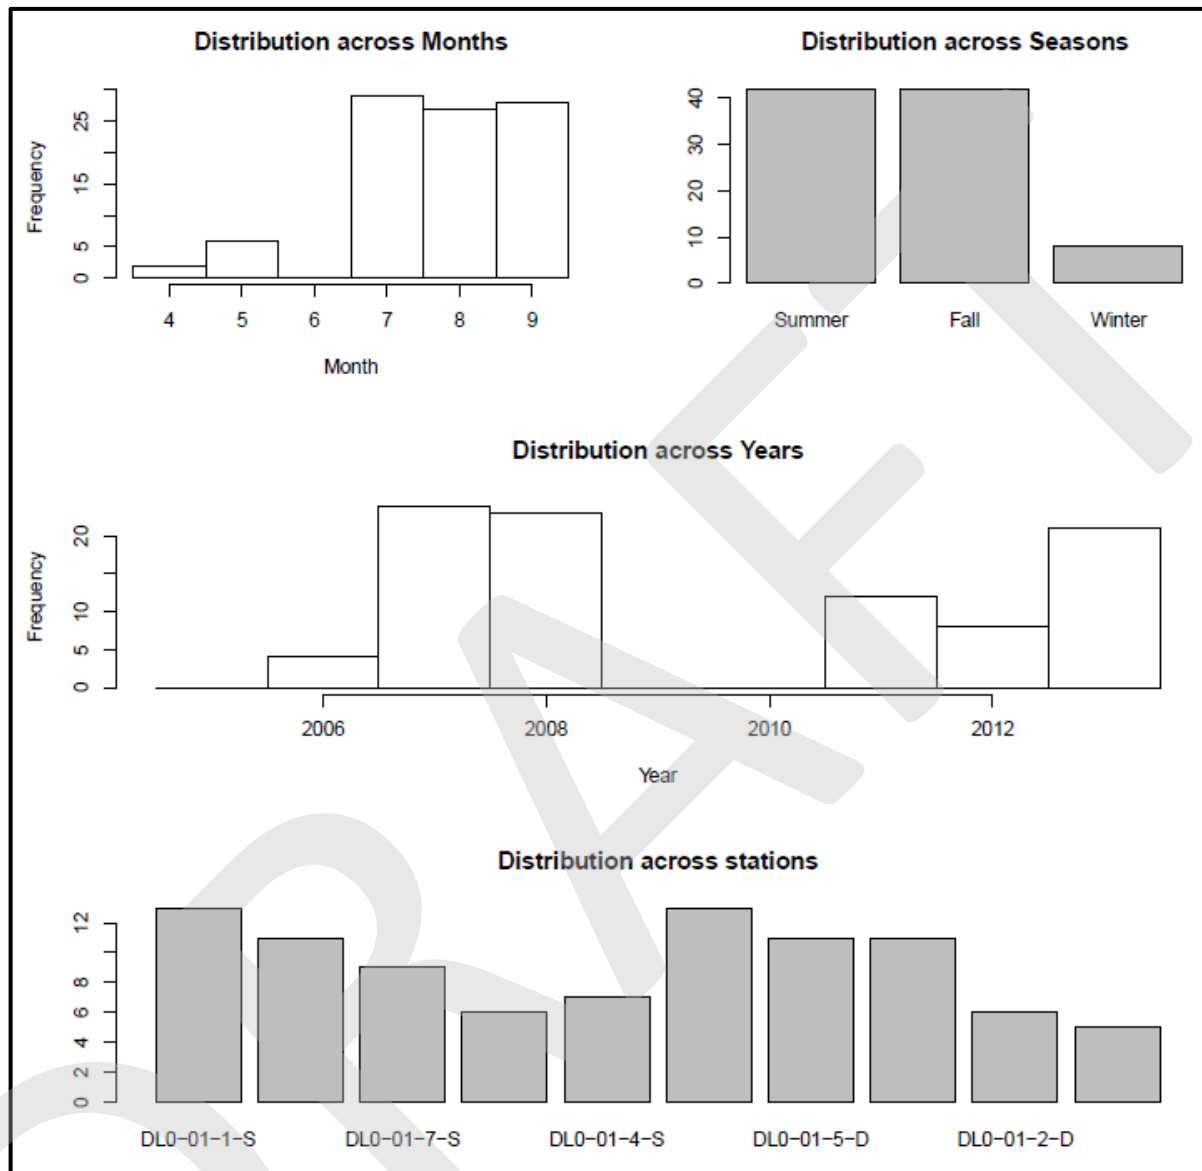 Distribution across Months
Frequency
25
15
5
0
4 5 6 7 8 9
Month
Distribution across Seasons
40
30
20
10
0
Summer Fall Winter
Distribution across Years
Frequency
20
10
5
0
2006 2008 2010 2012
Year
Distribution across stations
12
8
6
4
2
0
DL0-01-1-S DL0-01-7-S DL0-01-4-S DL0-01-5-D DL0-01-2-D
DRAFT